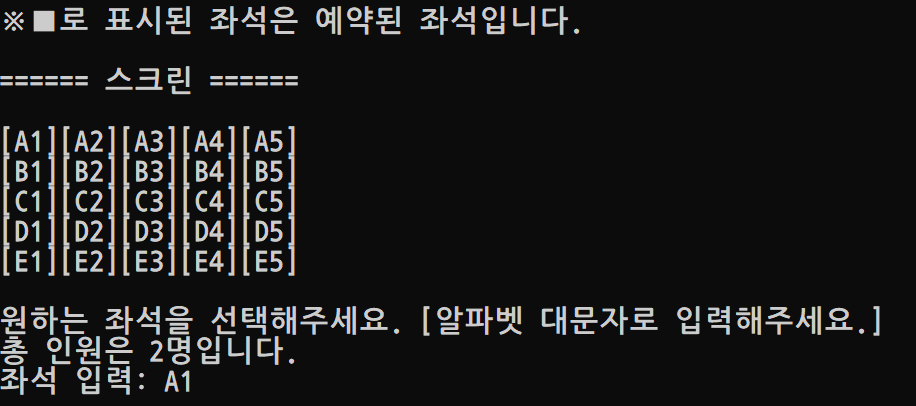 ※■로 표시된 좌석은 예약된 좌석입니다.
====== 스크린 ======
[A1][A2][A3][A4][A5]
[B1][B2][B3][B4][B5]
[C1][C2][C3][C4][C5]
[D1][D2][D3][D4][D5]
[E1][E2][E3][E4][E5]
원하는 좌석을 선택해주세요. [알파벳 대문자로 입력해주세요.]
총 인원은 2명입니다.
좌석 입력: A1